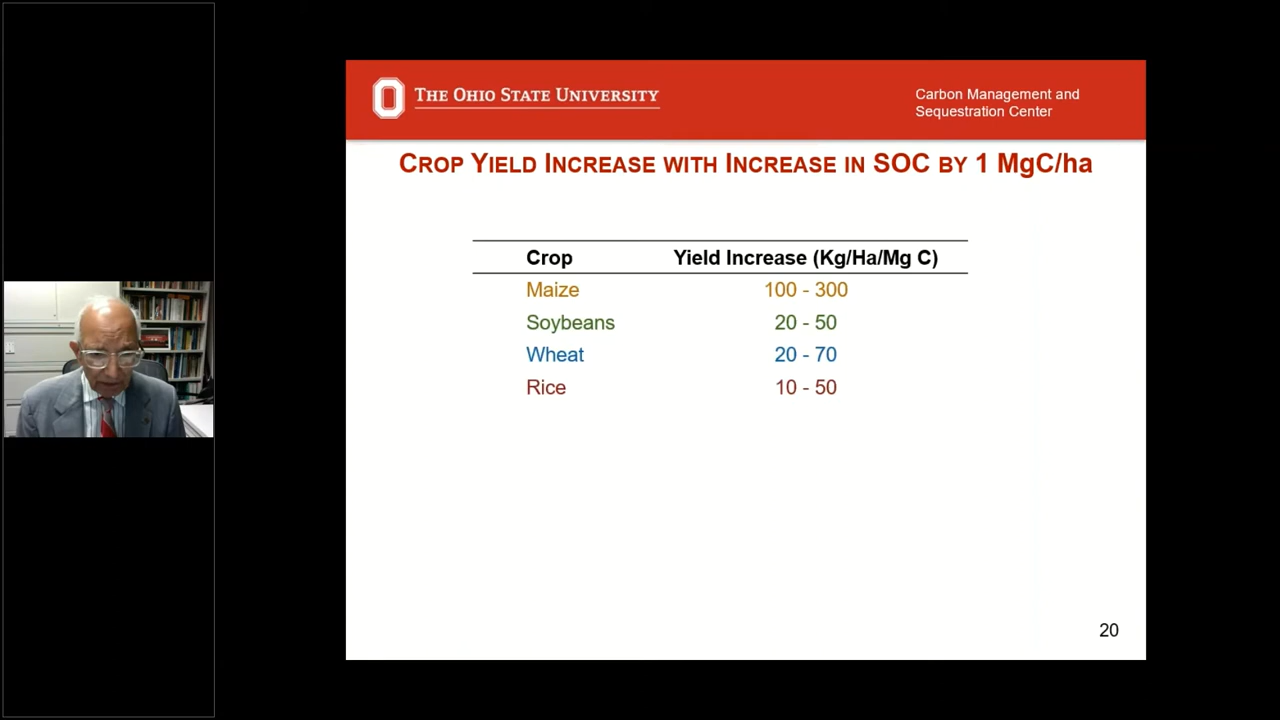 THE OHIO STATE UNIVERSITY
Carbon Management and
Sequestration Center
CROP YIELD INCREASE WITH INCREASE IN SOC BY 1 MgC/ha
Crop Yield Increase (Kg/Ha/Mg C)
Maize 100 - 300
Soybeans 20 - 50
Wheat 20 - 70
Rice 10 - 50
20